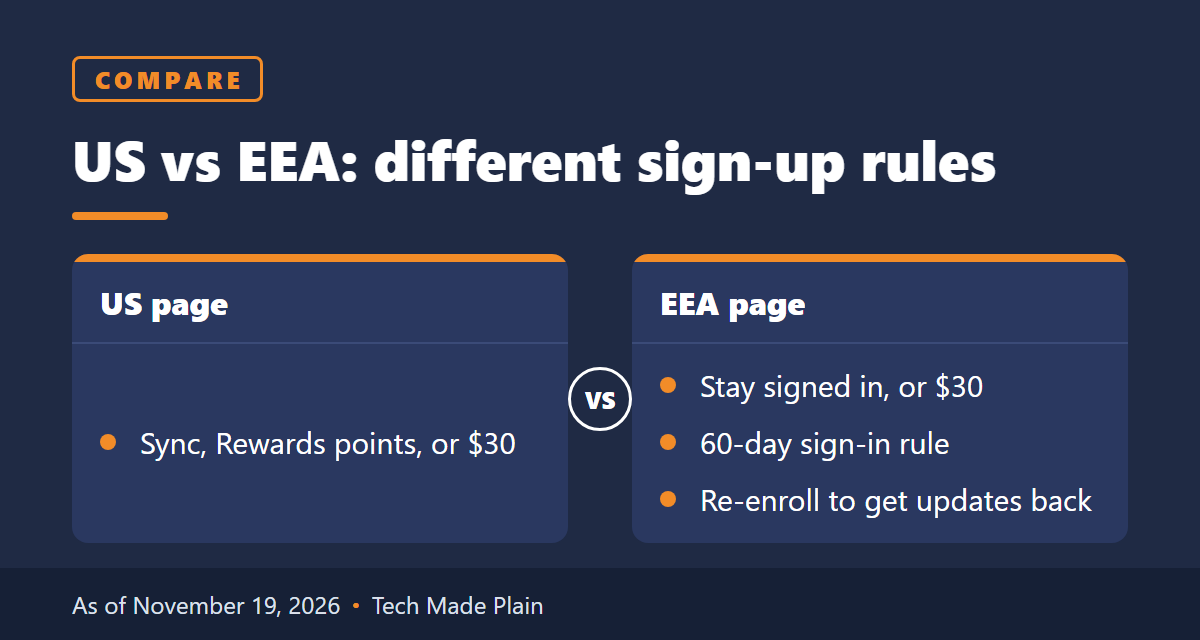 COMPARE
US vs EEA: different sign-up rules
US page
Sync, Rewards points, or $30
vs
EEA page
Stay signed in, or $30
60-day sign-in rule
Re-enroll to get updates back
As of November 19, 2026 • Tech Made Plain